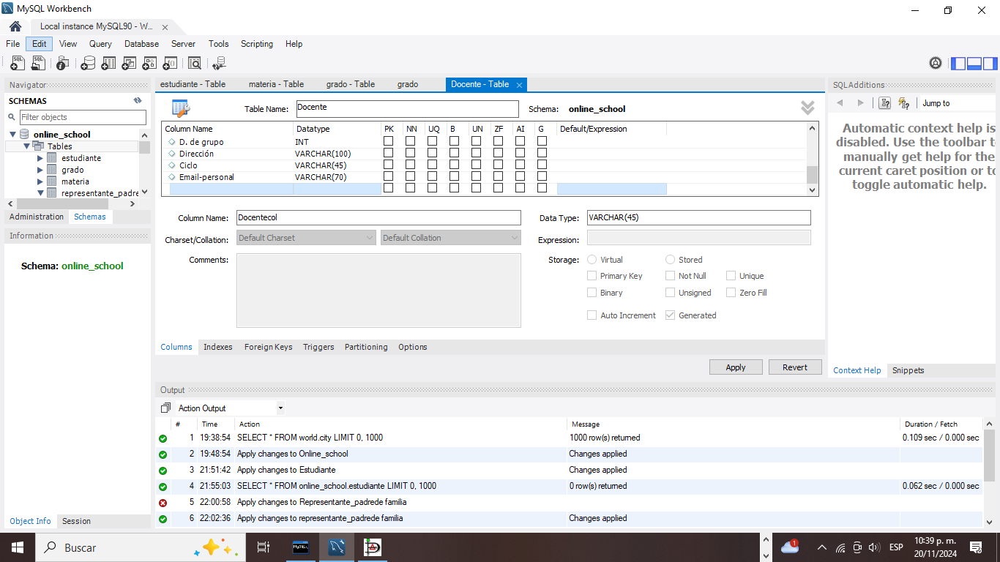 MySQL Workbench
Local instance MySQL90 - W...
File Edit View Query Database Server Tools Scripting Help
Navigator
SCHEMAS
Filter objects
online_school
Tables
estudiante
grado
materia
representante_padre
Administration Schemas
Information
Schema: online_school
Object Info Session
estudiante - Table materia - Table grado - Table grado Docente - Table
Table Name: Docente Schema: online_school
Column Name Datatype PK NN UQ B UN ZF AI G Default/Expression
D. de grupo INT
Dirección VARCHAR(100)
Ciclo VARCHAR(45)
Email-personal VARCHAR(70)
Column Name: Docentecol Data Type: VARCHAR(45)
Charset/Collation: Default Charset Default Collation Expression:
Comments: Storage: Virtual Stored
Primary Key Not Null Unique
Binary Unsigned Zero Fill
Auto Increment Generated
Columns Indexes Foreign Keys Triggers Partitioning Options
Apply Revert
SQLAdditions
Jump to
Automatic context help is
disabled. Use the toolbar t
manually get help for the
current caret position or to
toggle automatic help.
Context Help Snippets
Output
Action Output
# Time Action Message Duration / Fetch
1 19:38:54 SELECT * FROM world.city LIMIT 0, 1000 1000 row(s) returned 0.109 sec / 0.000 sec
2 19:48:54 Apply changes to Online_school Changes applied
3 21:51:42 Apply changes to Estudiante Changes applied
4 21:55:03 SELECT * FROM online_school.estudiante LIMIT 0, 1000 0 row(s) returned 0.062 sec / 0.000 sec
5 22:00:58 Apply changes to Representante_padrede familia
6 22:02:36 Apply changes to representante_padrede familia Changes applied
Buscar
MySQL
1
ESP
10:39 p. m.
20/11/2024